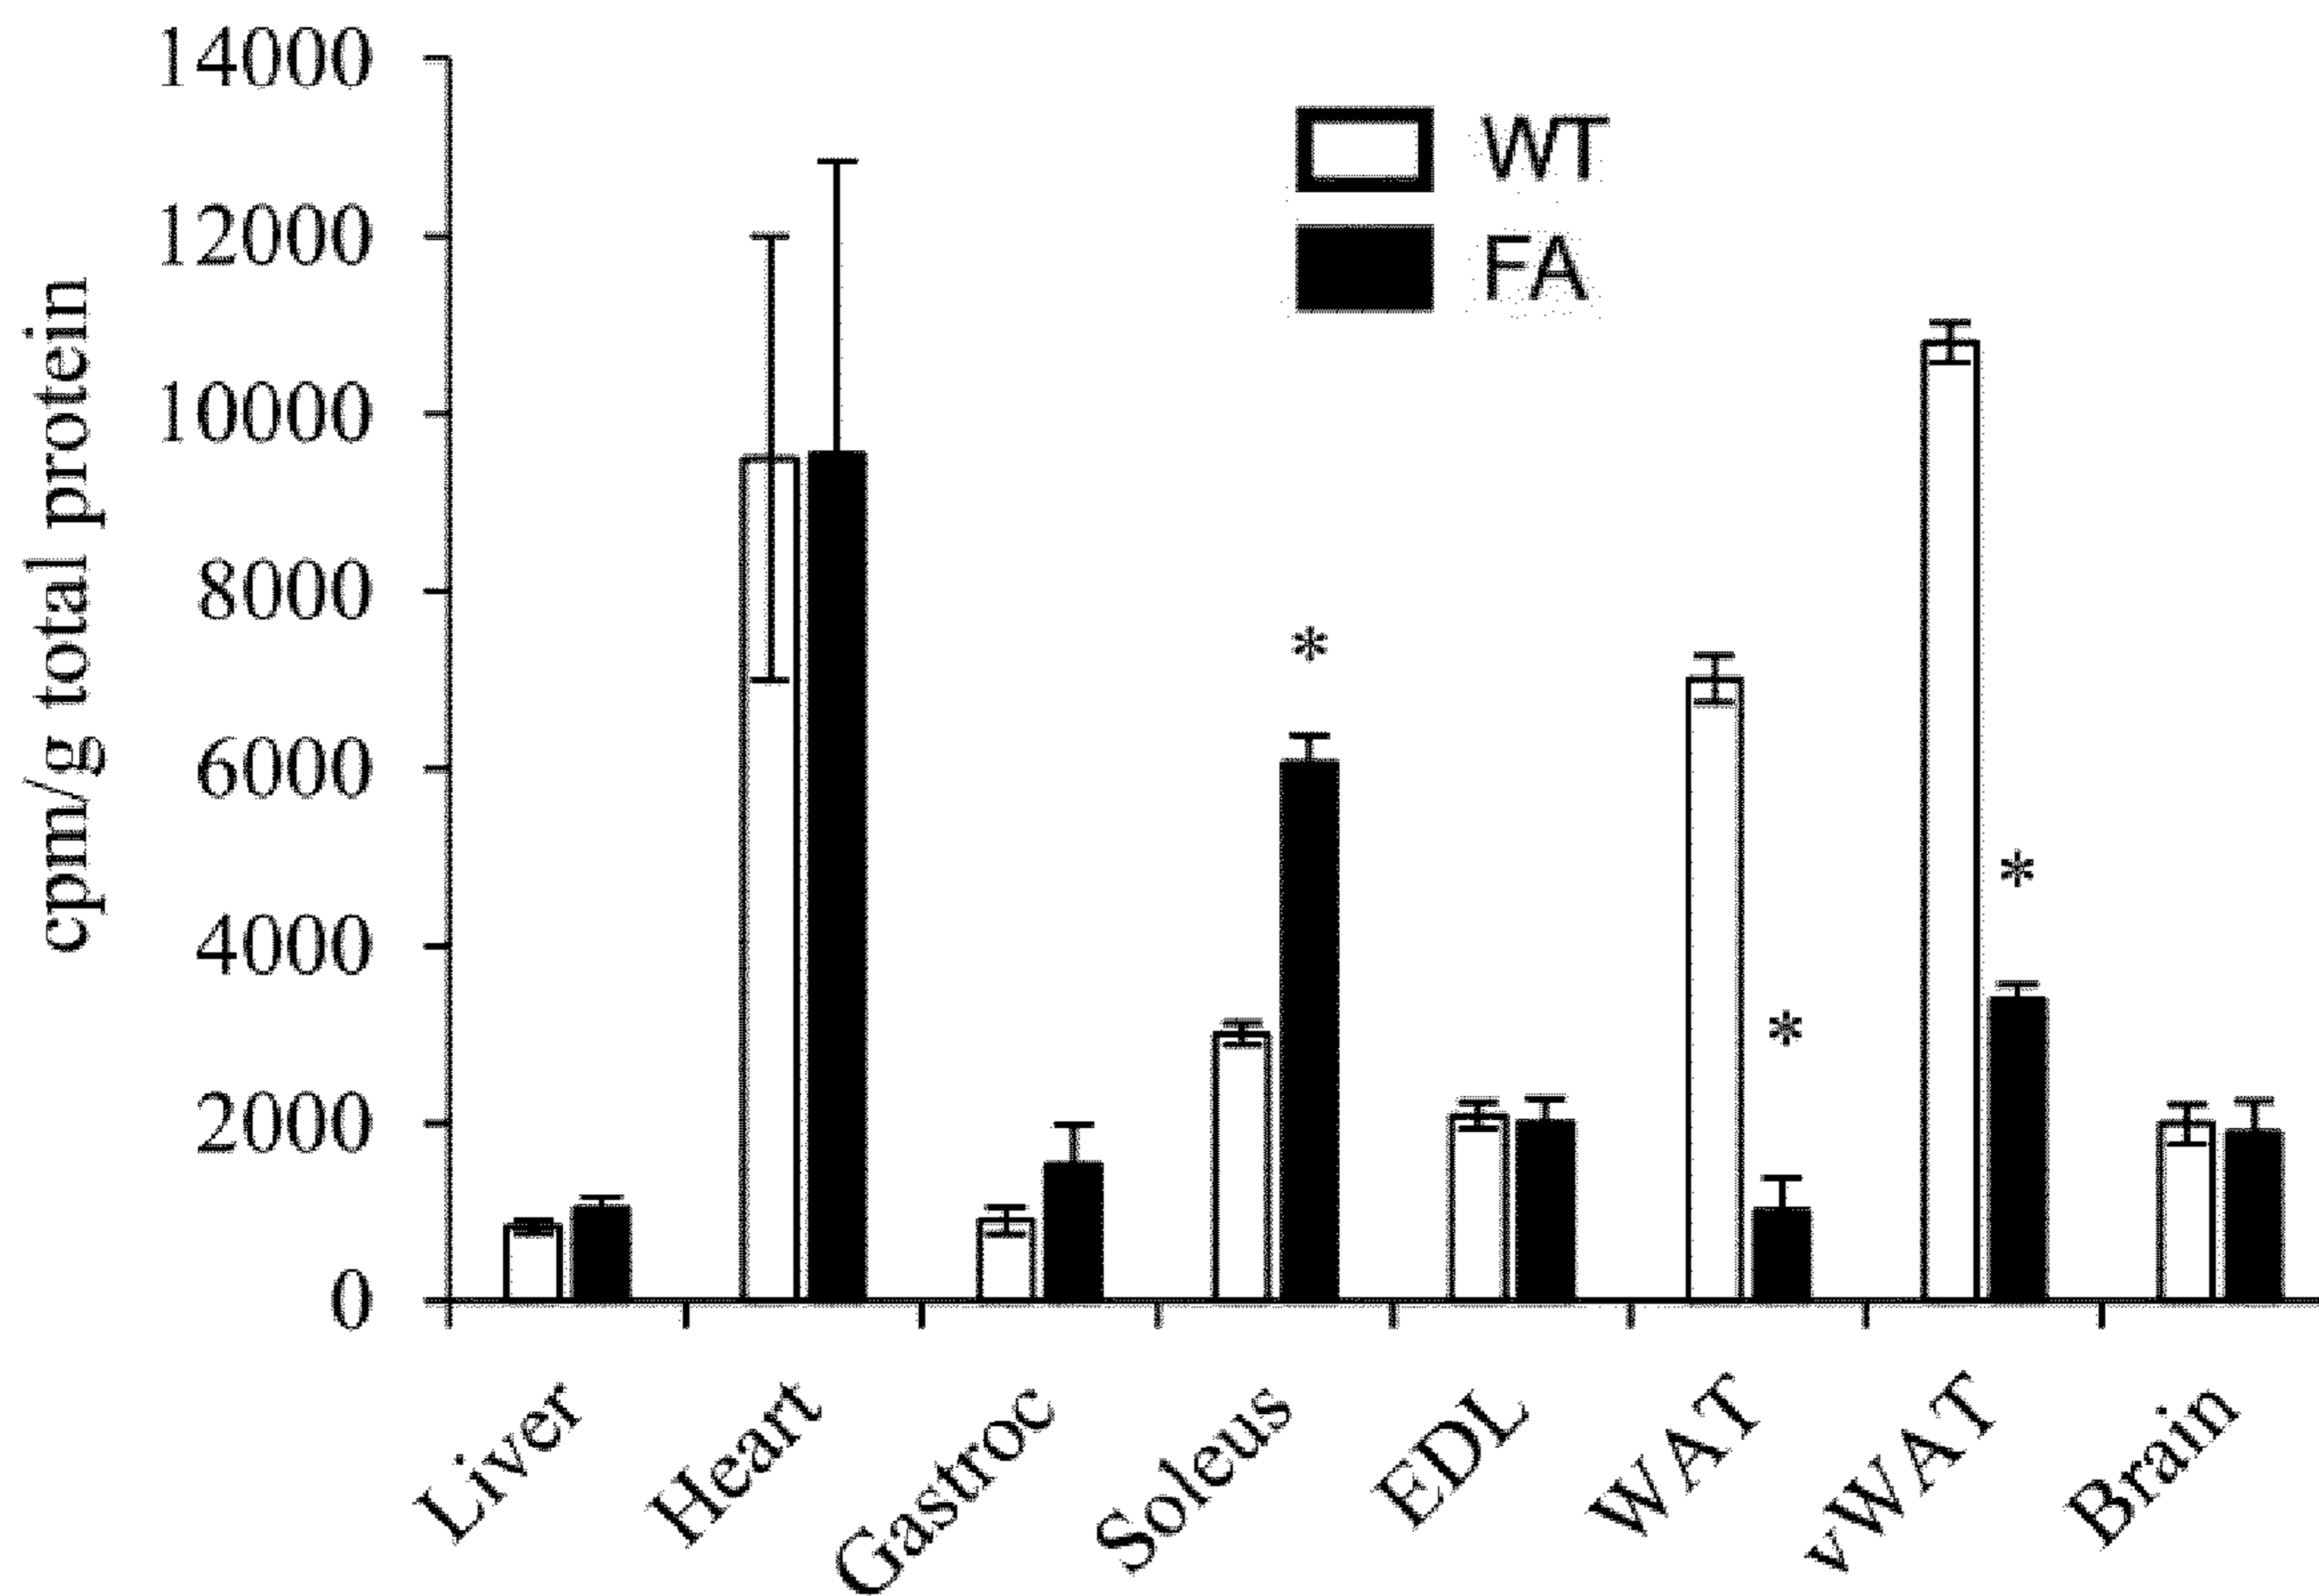 cpm/g total protein
14000
12000
10000
8000
6000
4000
2000
0
WT
FA
*
*
*
Liver
Heart
Gastroc
Soleus
EDL
WAT
vWAT
Brain